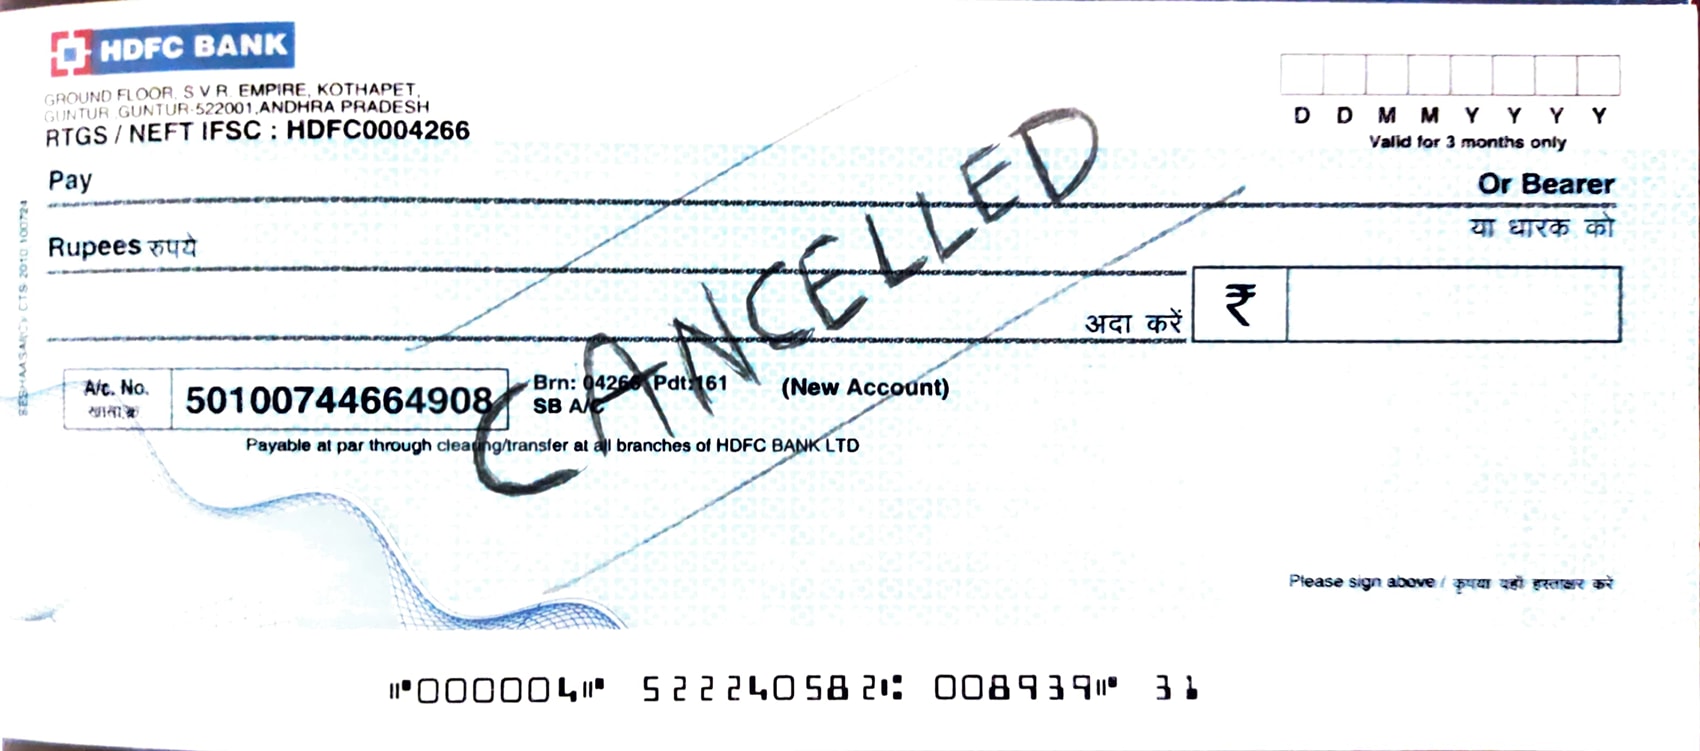 HDFC BANK
GROUND FLOOR, S V R. EMPIRE, KOTHAPET,
GUNTUR ,GUNTUR-522001,ANDHRA PRADESH
RTGS / NEFT IFSC : HDFC0004266
D D M M Y Y Y Y
Valid for 3 months only
Pay
Or Bearer
या धारक को
Rupees रुपये
अदा करें ₹
CANCELLED
A/c. No.
50100744664908
Brn: 04266 Pdt:161
SB A/C
(New Account)
Payable at par through clearing/transfer at all branches of HDFC BANK LTD
Please sign above / कृपया यहाँ हस्ताक्षर करें
CTS-2010 100724
⑈000004⑈ 522240582⑆ 008939⑈ 31